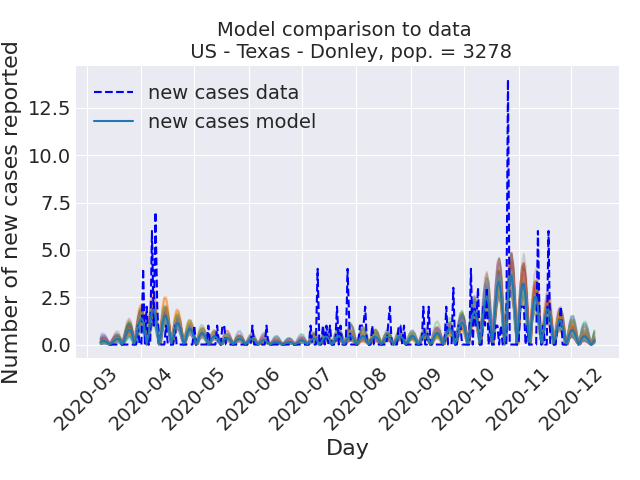 Model comparison to data
US - Texas - Donley, pop. = 3278
new cases data
new cases model
Number of new cases reported
12.5
10.0
7.5
5.0
2.5
0.0
2020-03
2020-04
2020-05
2020-06
2020-07
2020-08
2020-09
2020-10
2020-11
2020-12
Day